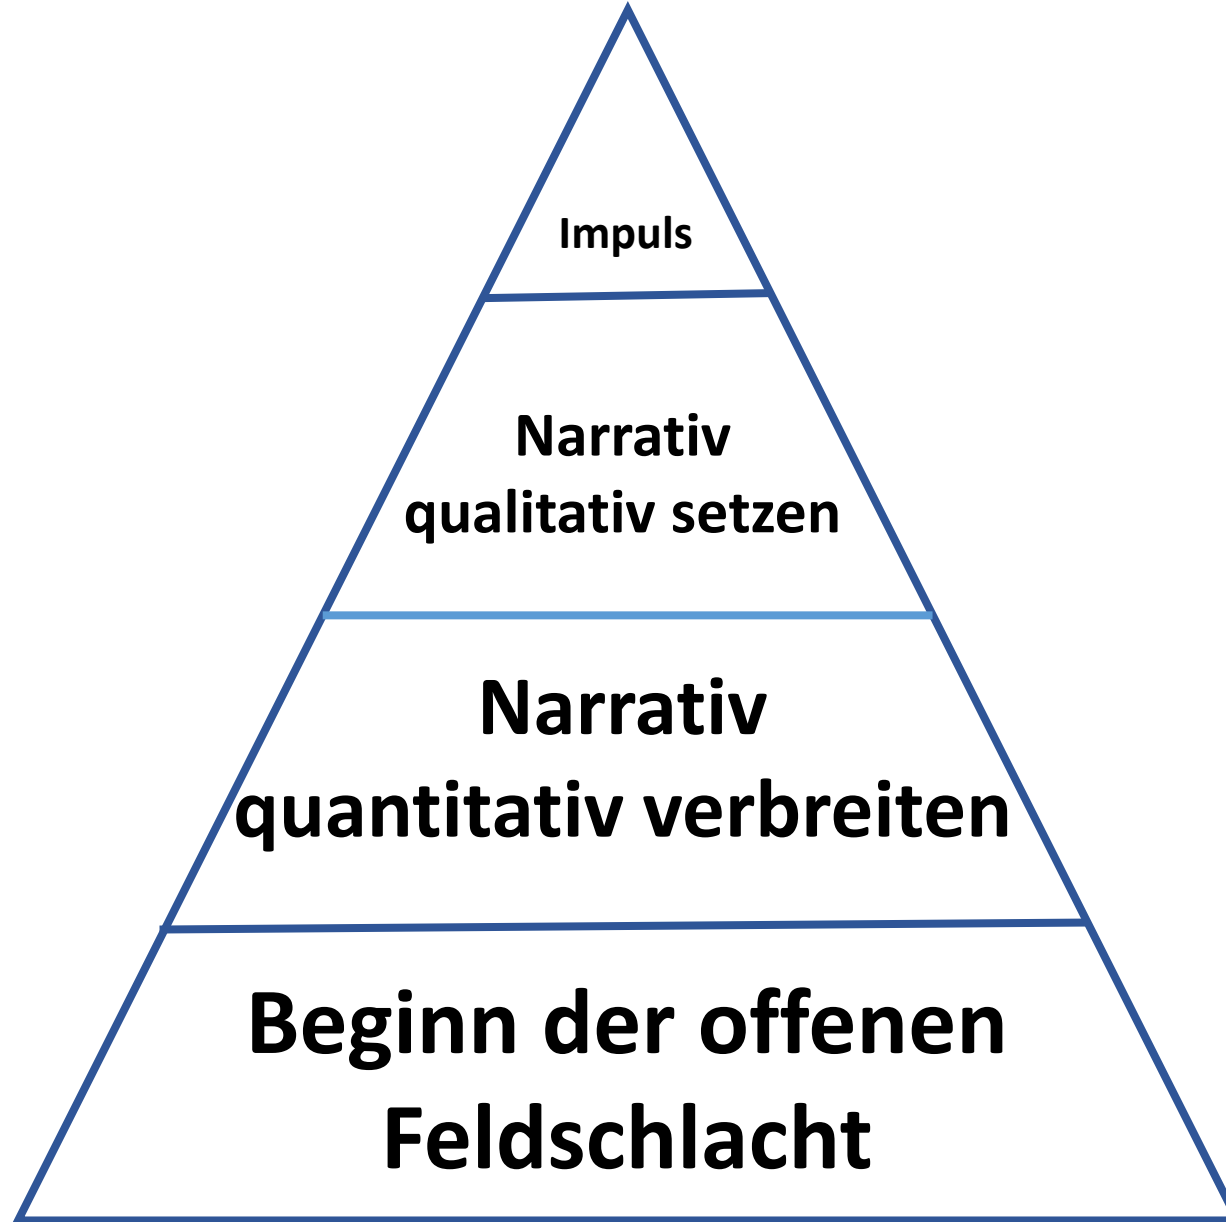 Impuls
Narrativ
qualitativ setzen
Narrativ
quantitativ verbreiten
Beginn der offenen
Feldschlacht